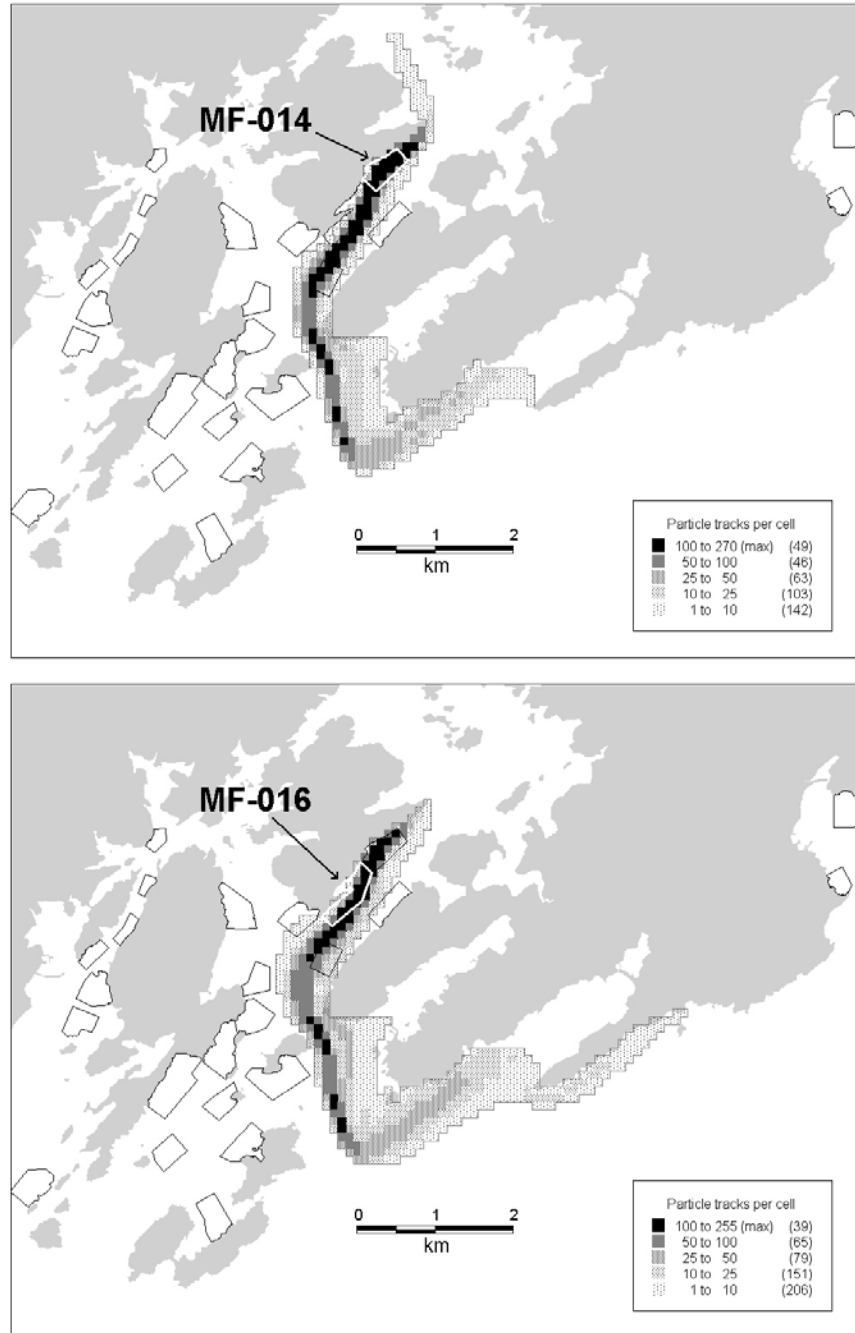 MF-014
0 1 2
km
Particle tracks per cell
100 to 270 (max) (49)
50 to 100 (46)
25 to 50 (63)
10 to 25 (103)
1 to 10 (142)
MF-016
0 1 2
km
Particle tracks per cell
100 to 255 (max) (39)
50 to 100 (65)
25 to 50 (79)
10 to 25 (151)
1 to 10 (206)